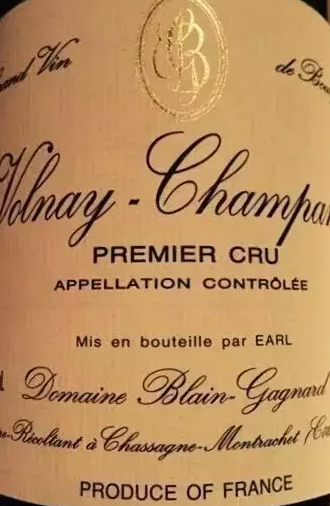 Vin
de
Volnay - Champan
PREMIER CRU
APPELLATION CONTRÔLÉE
Mis en bouteille par EARL
Domaine Blain-Gagnard
Récoltant à Chassagne-Montrachet
PRODUCE OF FRANCE